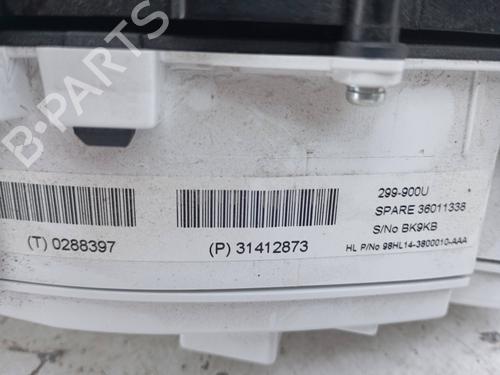 B-PARTS
299-900U
SPARE 36011338
S/No BK9KB
HL P/No 98HL14-3800010-AAA
(T) 0288397
(P) 31412873